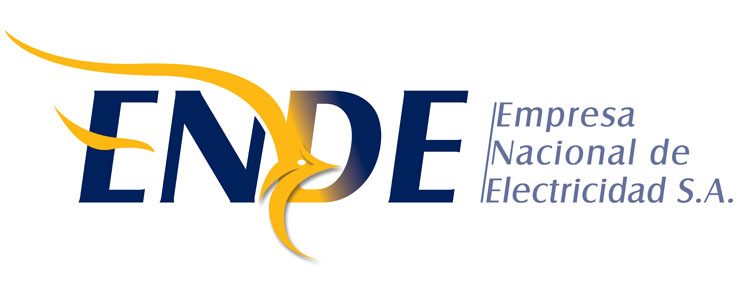 ENDE
Empresa
Nacional de
Electricidad S.A.